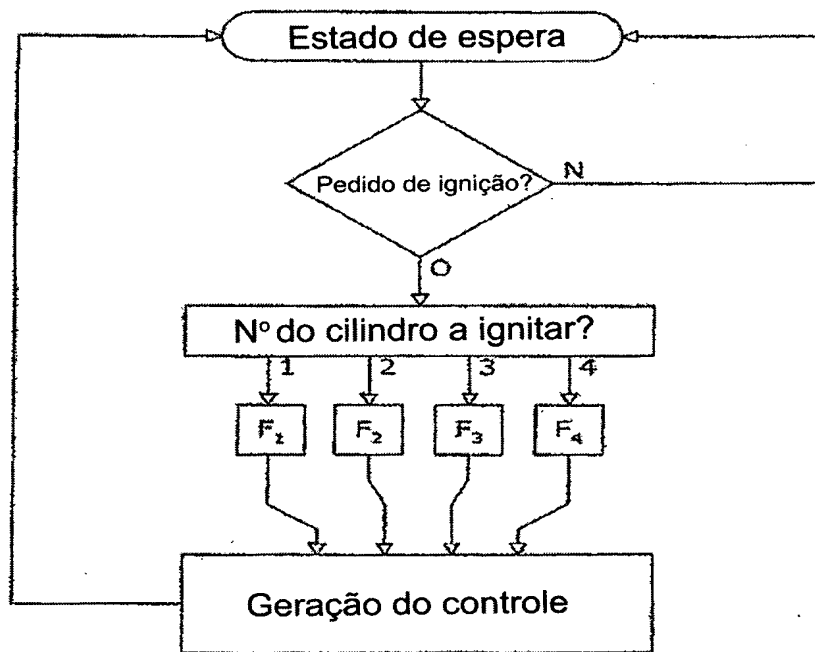 Estado de espera
Pedido de ignição?
N
O
Nº do cilindro a ignitar?
1 2 3 4
F₁ F₂ F₃ F₄
Geração do controle